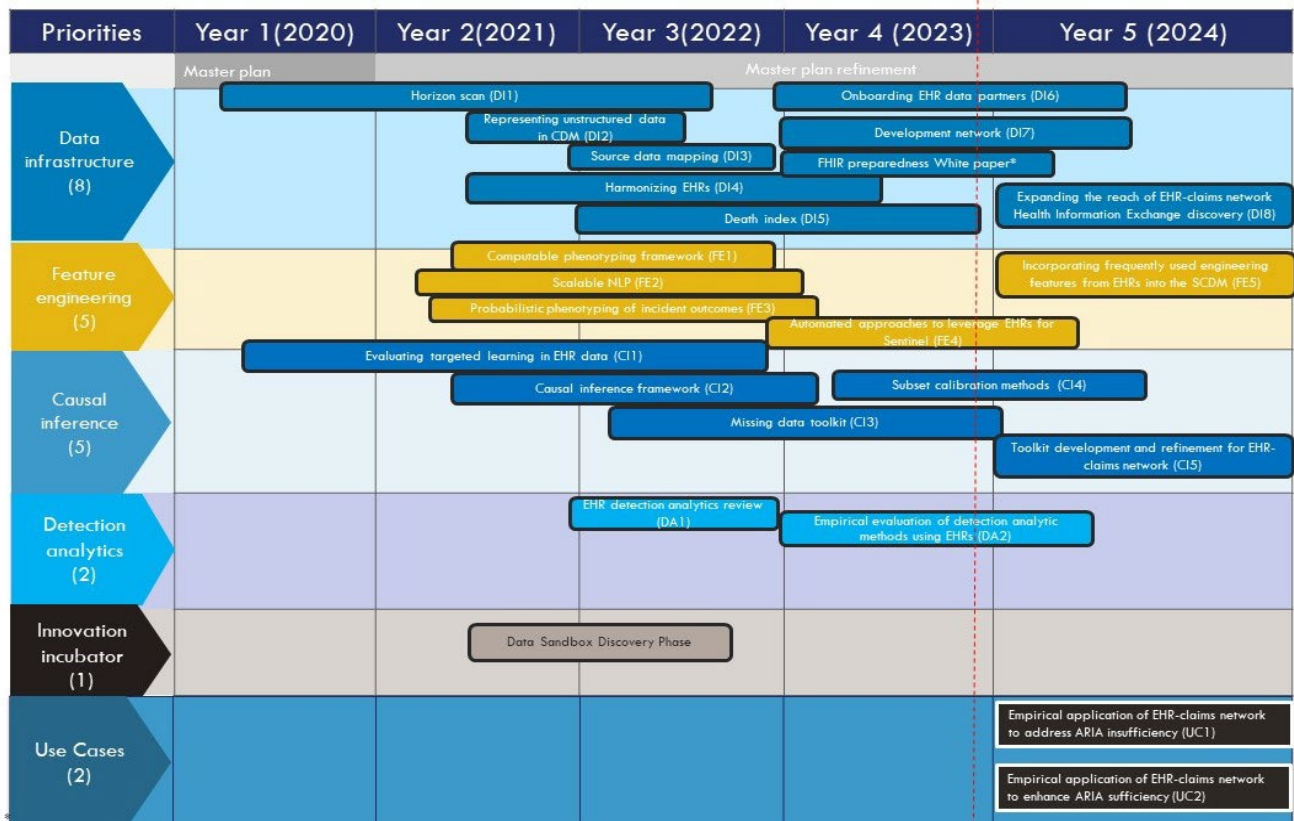 Priorities
Year 1(2020)
Year 2(2021)
Year 3(2022)
Year 4 (2023)
Year 5 (2024)
Master plan
Master plan refinement
Data
infrastructure
(8)
Horizon scan (DI1)
Onboarding EHR data partners (DI6)
Representing unstructured data
in CDM (DI2)
Development network (DI7)
Source data mapping (DI3)
FHIR preparedness White paper*
Harmonizing EHRs (DI4)
Expanding the reach of EHR-claims network
Health Information Exchange discovery (DI8)
Death index (DI5)
Feature
engineering
(5)
Computable phenotyping framework (FE1)
Scalable NLP (FE2)
Incorporating frequently used engineering
features from EHRs into the SCDM (FE5)
Probabilistic phenotyping of incident outcomes (FE3)
Automated approaches to leverage EHRs for
Sentinel (FE4)
Causal
inference
(5)
Evaluating targeted learning in EHR data (CI1)
Causal inference framework (CI2)
Subset calibration methods (CI4)
Missing data toolkit (CI3)
Toolkit development and refinement for EHR-
claims network (CI5)
Detection
analytics
(2)
EHR detection analytics review
(DA1)
Empirical evaluation of detection analytic
methods using EHRs (DA2)
Innovation
incubator
(1)
Data Sandbox Discovery Phase
Use Cases
(2)
Empirical application of EHR-claims network
to address ARIA insufficiency (UC1)
Empirical application of EHR-claims network
to enhance ARIA sufficiency (UC2)
*